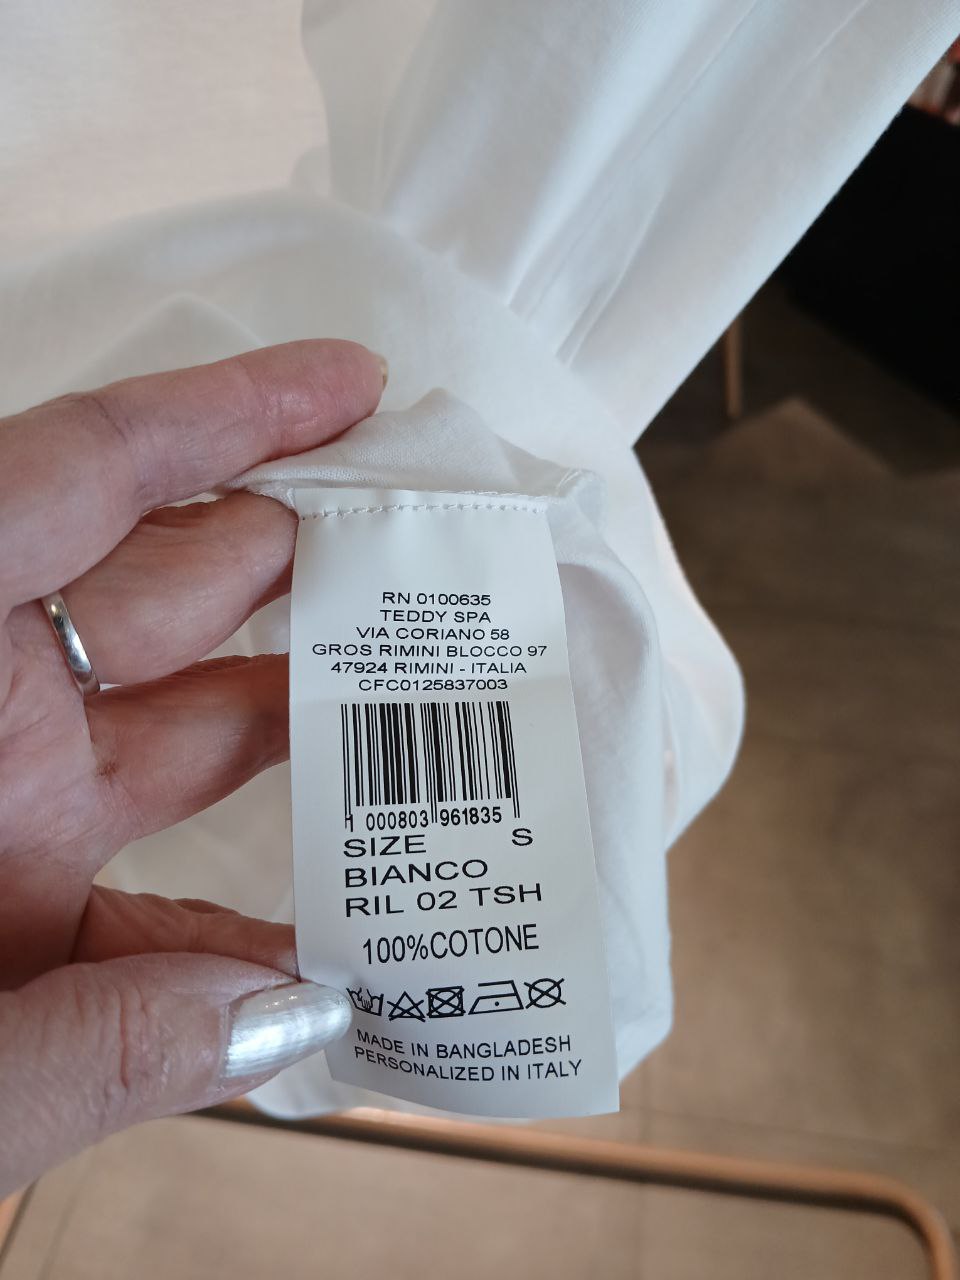 RN 0100635
TEDDY SPA
VIA CORIANO 58
GROS RIMINI BLOCCO 97
47924 RIMINI - ITALIA
CFC0125837003
1 000803 961835
SIZE S
BIANCO
RIL 02 TSH
100%COTONE
MADE IN BANGLADESH
PERSONALIZED IN ITALY